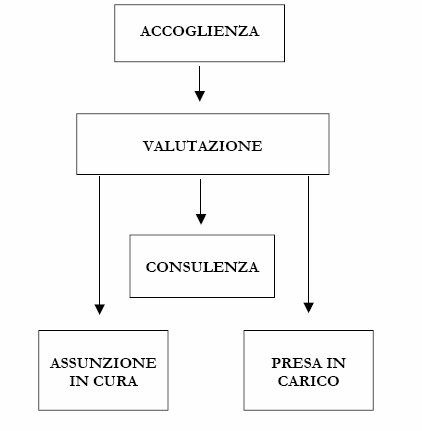 ACCOGLIENZA
VALUTAZIONE
CONSULENZA
ASSUNZIONE
IN CURA
PRESA IN
CARICO